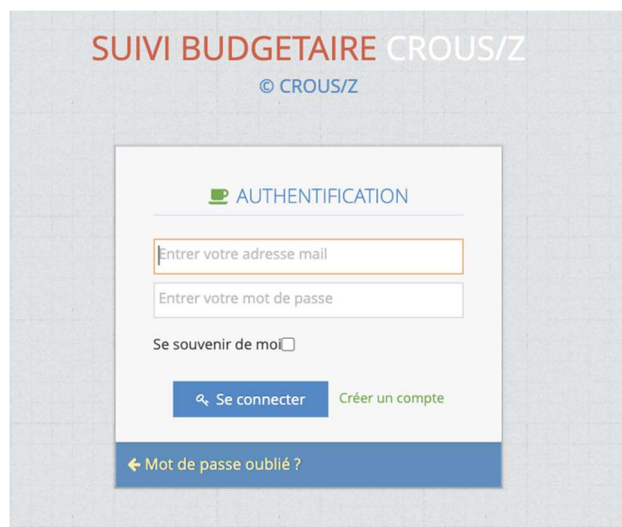 SUIVI BUDGETAIRE CROUS/Z
© CROUS/Z
AUTHENTIFICATION
Entrer votre adresse mail
Entrer votre mot de passe
Se souvenir de moi
Se connecter
Créer un compte
Mot de passe oublié ?